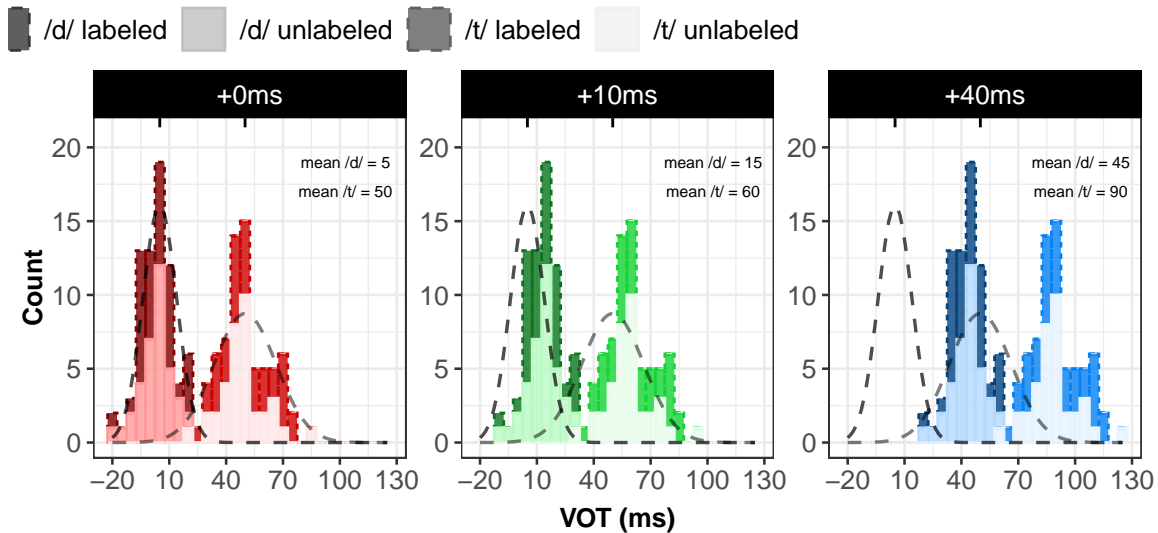 /d/ labeled /d/ unlabeled /t/ labeled /t/ unlabeled
+0ms +10ms +40ms
mean /d/ = 5
mean /t/ = 50
mean /d/ = 15
mean /t/ = 60
mean /d/ = 45
mean /t/ = 90
Count
20
15
10
5
0
20
15
10
5
0
20
15
10
5
0
−20 10 40 70 100 130
−20 10 40 70 100 130
−20 10 40 70 100 130
VOT (ms)